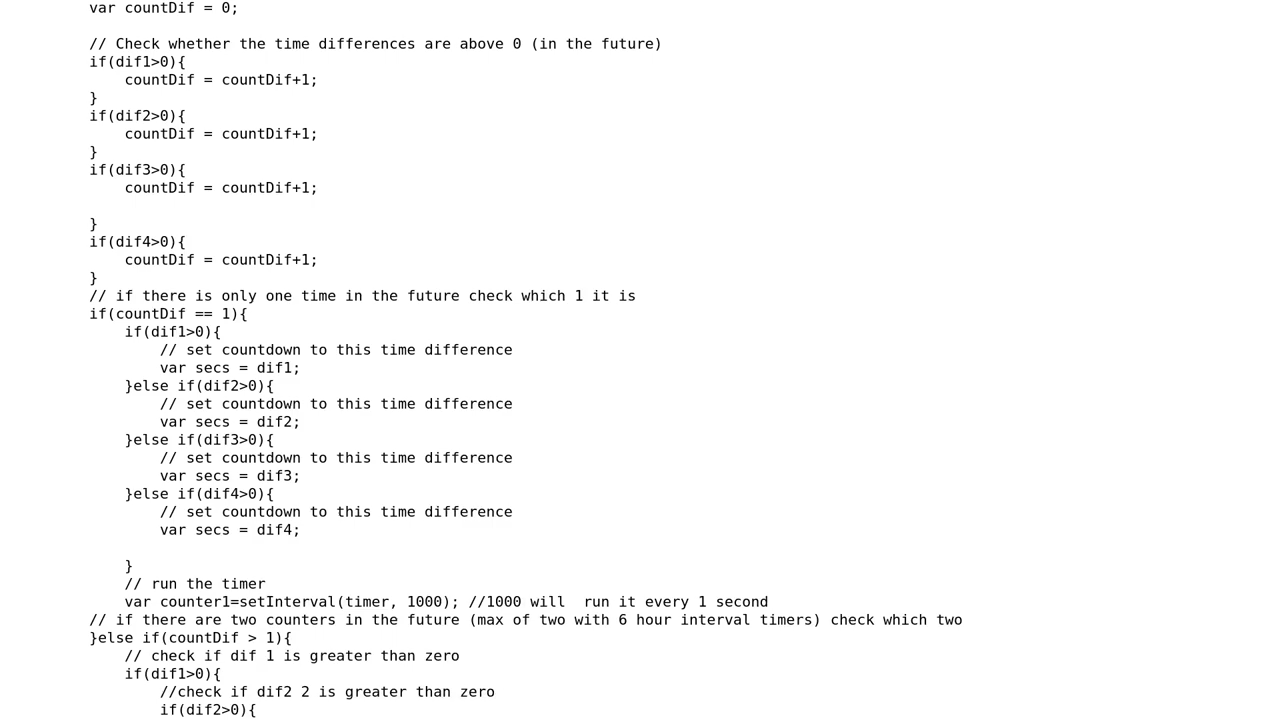 var countDif = 0;
// Check whether the time differences are above 0 (in the future)
if(dif1>0){
countDif = countDif+1;
}
if(dif2>0){
countDif = countDif+1;
}
if(dif3>0){
countDif = countDif+1;
}
if(dif4>0){
countDif = countDif+1;
}
// if there is only one time in the future check which 1 it is
if(countDif == 1){
if(dif1>0){
// set countdown to this time difference
var secs = dif1;
}else if(dif2>0){
// set countdown to this time difference
var secs = dif2;
}else if(dif3>0){
// set countdown to this time difference
var secs = dif3;
}else if(dif4>0){
// set countdown to this time difference
var secs = dif4;
}
// run the timer
var counter1=setInterval(timer, 1000); //1000 will  run it every 1 second
// if there are two counters in the future (max of two with 6 hour interval timers) check which two
}else if(countDif > 1){
// check if dif 1 is greater than zero
if(dif1>0){
//check if dif2 2 is greater than zero
if(dif2>0){